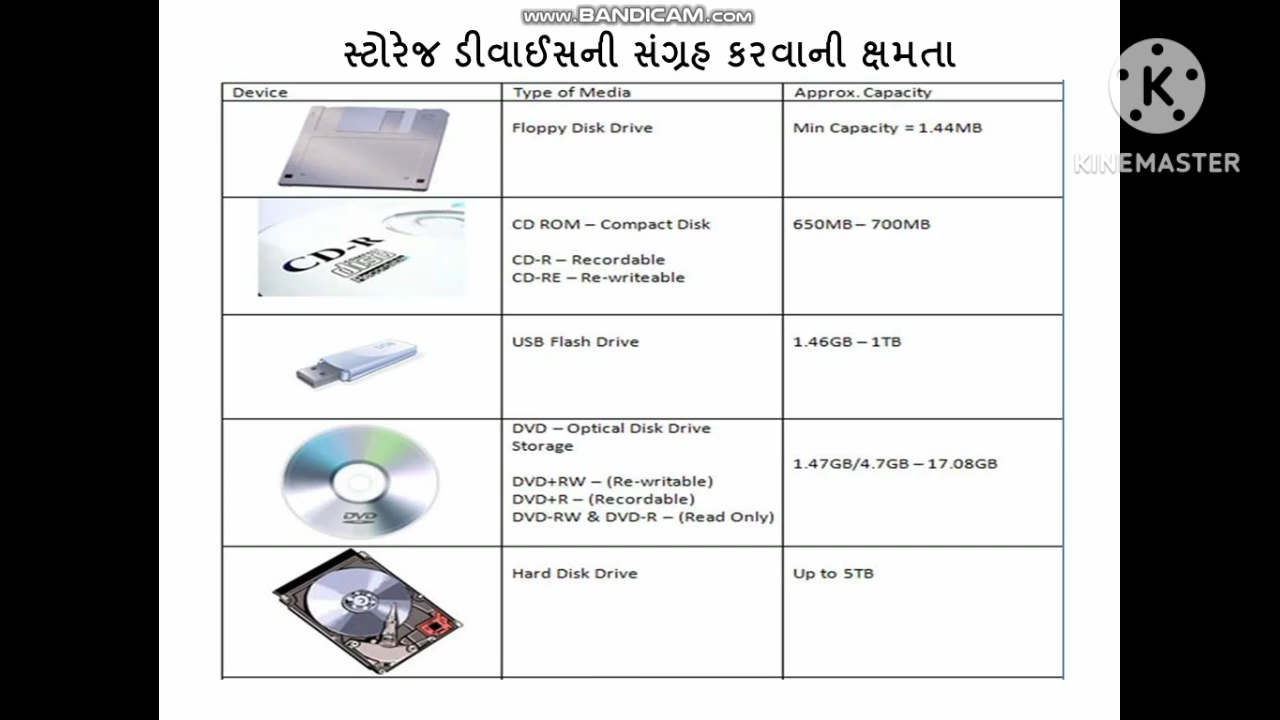 www.BANDICAM.com
સ્ટોરેજ ડીવાઈસની સંગ્રહ કરવાની ક્ષમતા
Device Type of Media Approx. Capacity
Floppy Disk Drive Min Capacity = 1.44MB
CD ROM – Compact Disk 650MB – 700MB
CD-R – Recordable
CD-RE – Re-writeable
CD-R
USB Flash Drive 1.46GB – 1TB
DVD – Optical Disk Drive
Storage
1.47GB/4.7GB – 17.08GB
DVD+RW – (Re-writable)
DVD+R – (Recordable)
DVD-RW & DVD-R – (Read Only)
DVD
Hard Disk Drive Up to 5TB
K
KINEMASTER